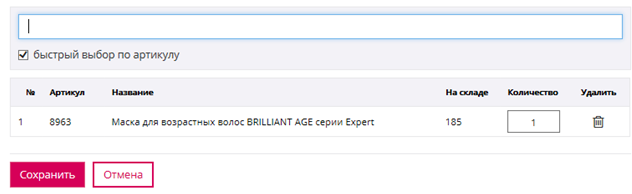 быстрый выбор по артикулу
№ Артикул Название На складе Количество Удалить
1 8963 Маска для возрастных волос BRILLIANT AGE серии Expert 185 1
Сохранить Отмена